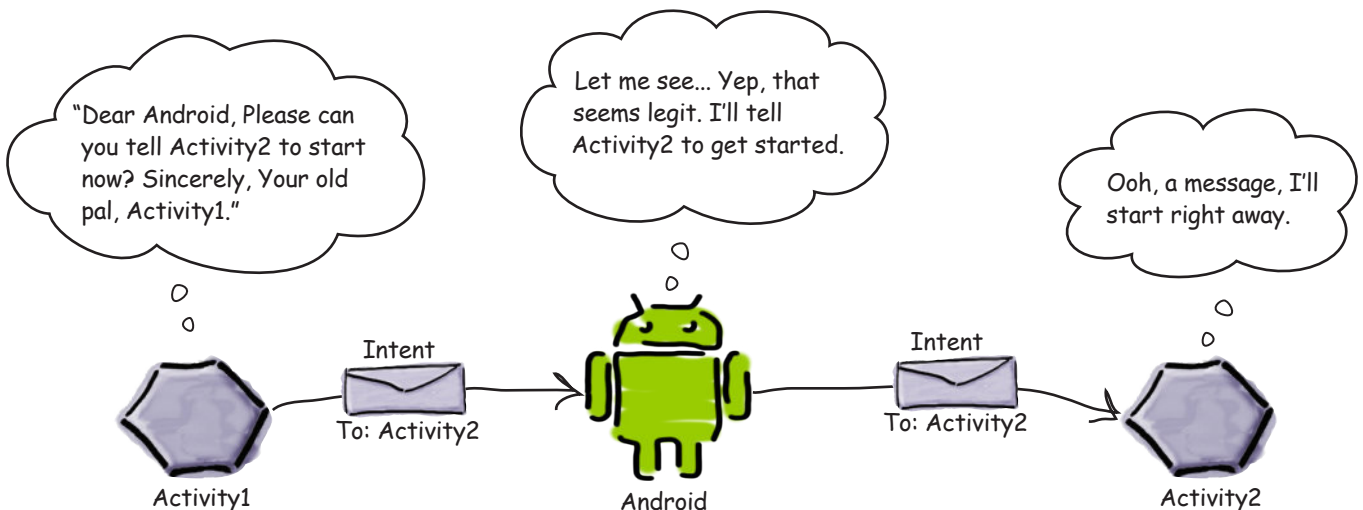 “Dear Android, Please can
you tell Activity2 to start
now? Sincerely, Your old
pal, Activity1.”
Let me see... Yep, that
seems legit. I’ll tell
Activity2 to get started.
Ooh, a message, I’ll
start right away.
Intent
To: Activity2
Intent
To: Activity2
Activity1
Android
Activity2